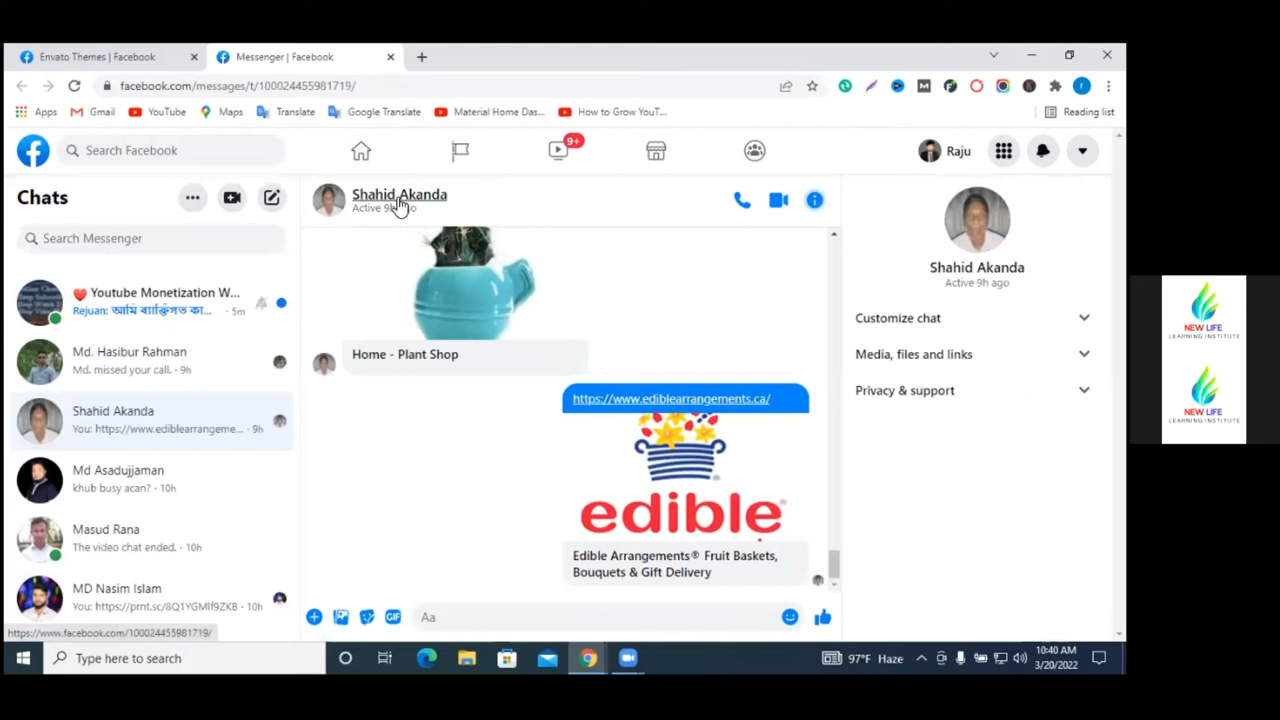 Envato Themes | Facebook
Messenger | Facebook
facebook.com/messages/t/100024455981719/
Apps
Gmail
YouTube
Maps
Translate
Google Translate
Material Home Das...
How to Grow YouT...
Reading list
Search Facebook
9+
Raju
Chats
Search Messenger
Youtube Monetization W...
Rejuan: আমি ব্যাক্তিগত কা... · 5m
Md. Hasibur Rahman
Md. missed your call. · 9h
Shahid Akanda
You: https://www.ediblearrangeme... · 9h
Md Asadujjaman
khub busy acan? · 10h
Masud Rana
The video chat ended. · 10h
MD Nasim Islam
You: https://prnt.sc/8Q1YGMlf9ZKB · 10h
https://www.facebook.com/100024455981719/
Shahid Akanda
Active 9h ago
Home - Plant Shop
https://www.ediblearrangements.ca/
edible®
Edible Arrangements® Fruit Baskets,
Bouquets & Gift Delivery
GIF
Aa
Shahid Akanda
Active 9h ago
Customize chat
Media, files and links
Privacy & support
NEW LIFE
LEARNING INSTITUTE
NEW LIFE
LEARNING INSTITUTE
Type here to search
97°F Haze
10:40 AM
3/20/2022